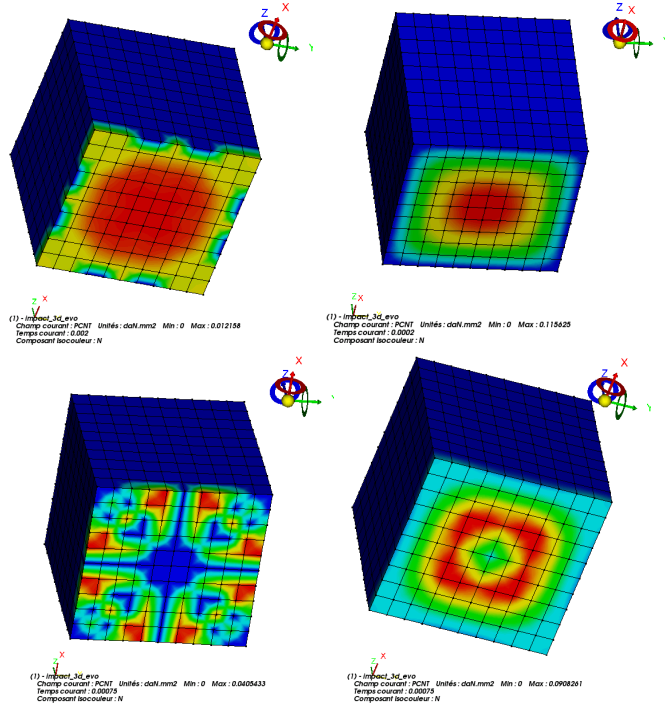 Z X
Y
Z X
(1) - impact_3d_evo
Champ courant : PCNT Unités : daN.mm2 Min : 0 Max : 0.012158
Temps courant : 0.002
Composant isocouleur : N
Z X
Z X
(1) - impact_3d_evo
Champ courant : PCNT Unités : daN.mm2 Min : 0 Max : 0.115625
Temps courant : 0.0002
Composant isocouleur : N
Z X
Z X
(1) - impact_3d_evo
Champ courant : PCNT Unités : daN.mm2 Min : 0 Max : 0.0405433
Temps courant : 0.00075
Composant isocouleur : N
Z X
Y
Z X
(1) - impact_3d_evo
Champ courant : PCNT Unités : daN.mm2 Min : 0 Max : 0.0908261
Temps courant : 0.00075
Composant isocouleur : N